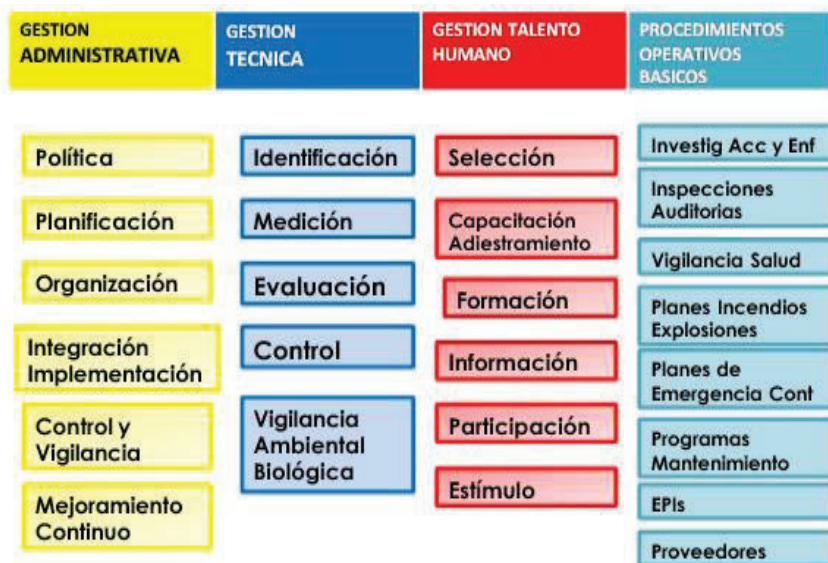 GESTION
ADMINISTRATIVA
Política
Planificación
Organización
Integración
Implementación
Control y
Vigilancia
Mejoramiento
Continuo
GESTION
TECNICA
Identificación
Medición
Evaluación
Control
Vigilancia
Ambiental
Biológica
GESTION TALENTO
HUMANO
Selección
Capacitación
Adiestramiento
Formación
Información
Participación
Estímulo
PROCEDIMIENTOS
OPERATIVOS
BASICOS
Investig Acc y Enf
Inspecciones
Auditorias
Vigilancia Salud
Planes Incendios
Explosiones
Planes de
Emergencia Cont
Programas
Mantenimiento
EPIs
Proveedores